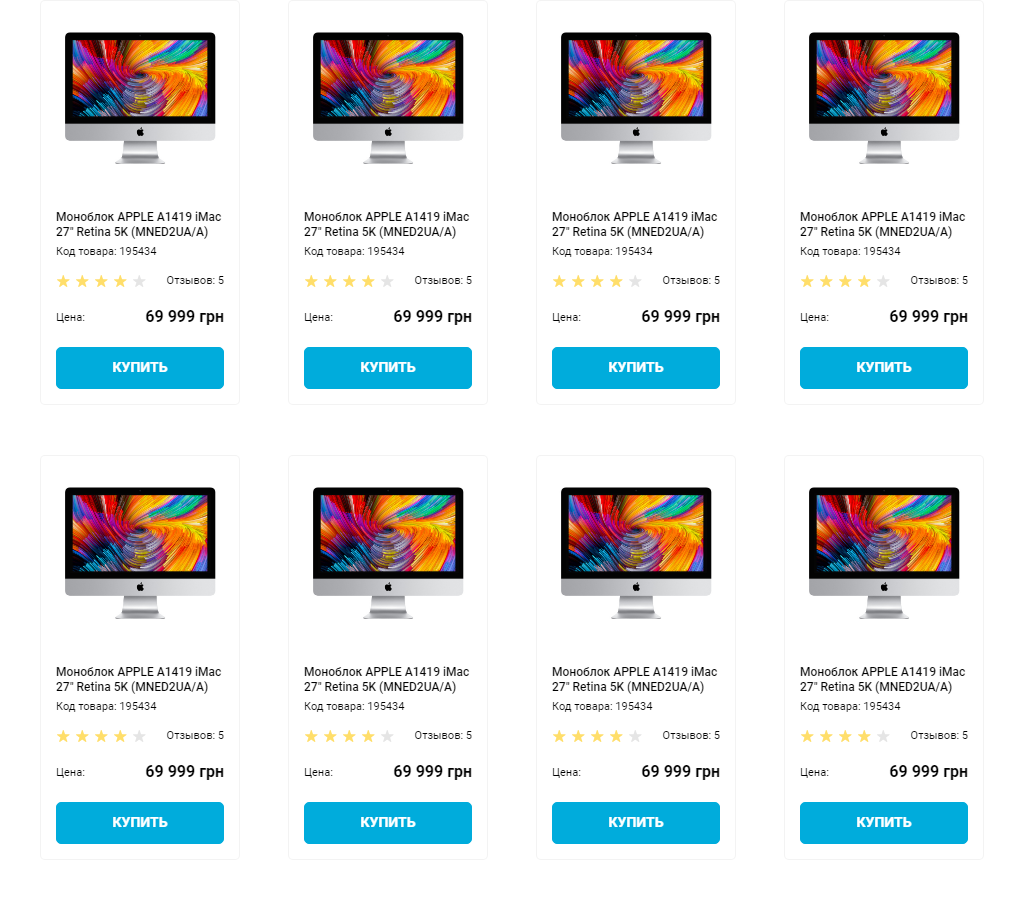 Моноблок APPLE A1419 iMac
27" Retina 5K (MNED2UA/A)
Код товара: 195434
Отзывов: 5
Цена: 69 999 грн
КУПИТЬ
Моноблок APPLE A1419 iMac
27" Retina 5K (MNED2UA/A)
Код товара: 195434
Отзывов: 5
Цена: 69 999 грн
КУПИТЬ
Моноблок APPLE A1419 iMac
27" Retina 5K (MNED2UA/A)
Код товара: 195434
Отзывов: 5
Цена: 69 999 грн
КУПИТЬ
Моноблок APPLE A1419 iMac
27" Retina 5K (MNED2UA/A)
Код товара: 195434
Отзывов: 5
Цена: 69 999 грн
КУПИТЬ
Моноблок APPLE A1419 iMac
27" Retina 5K (MNED2UA/A)
Код товара: 195434
Отзывов: 5
Цена: 69 999 грн
КУПИТЬ
Моноблок APPLE A1419 iMac
27" Retina 5K (MNED2UA/A)
Код товара: 195434
Отзывов: 5
Цена: 69 999 грн
КУПИТЬ
Моноблок APPLE A1419 iMac
27" Retina 5K (MNED2UA/A)
Код товара: 195434
Отзывов: 5
Цена: 69 999 грн
КУПИТЬ
Моноблок APPLE A1419 iMac
27" Retina 5K (MNED2UA/A)
Код товара: 195434
Отзывов: 5
Цена: 69 999 грн
КУПИТЬ